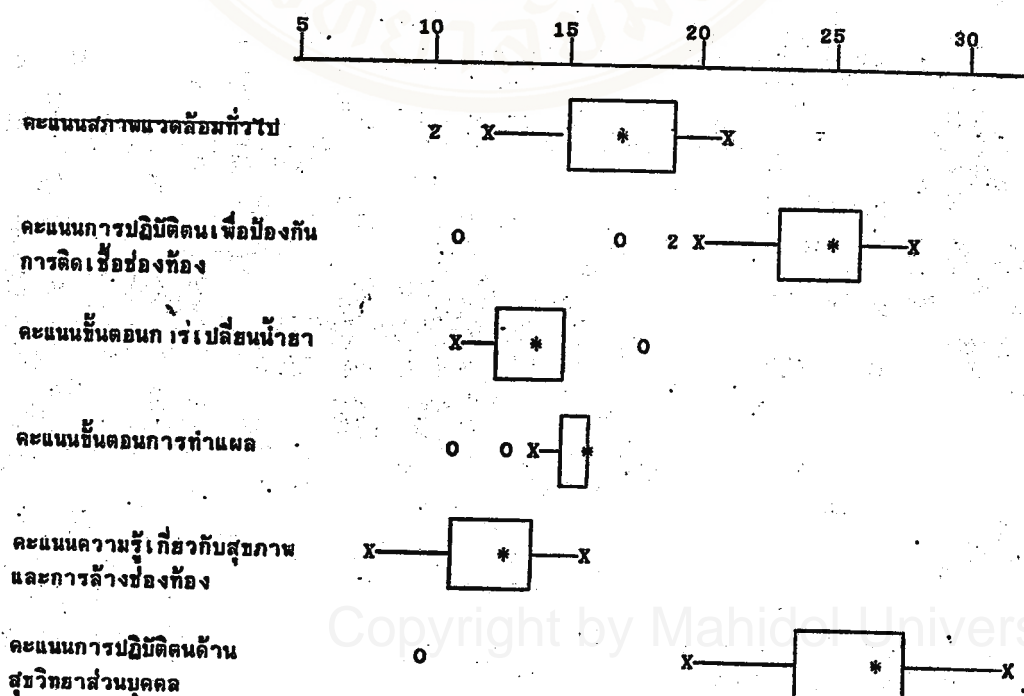 5 10 15 20 25 30
คะแนนสภาพแวดล้อมทั่วไป 2 X * X
คะแนนการปฏิบัติตนเพื่อป้องกัน O O 2 X * X
การติดเชื้อช่องท้อง
คะแนนขั้นตอนการเปลี่ยนน้ำยา X * O
คะแนนขั้นตอนการทำแผล O O X *
คะแนนความรู้เกี่ยวกับสุขภาพ X * X
และการล้างช่องท้อง
Copyright by Mahidol Univers
คะแนนการปฏิบัติตนด้าน O X * X
สุขวิทยาส่วนบุคคล